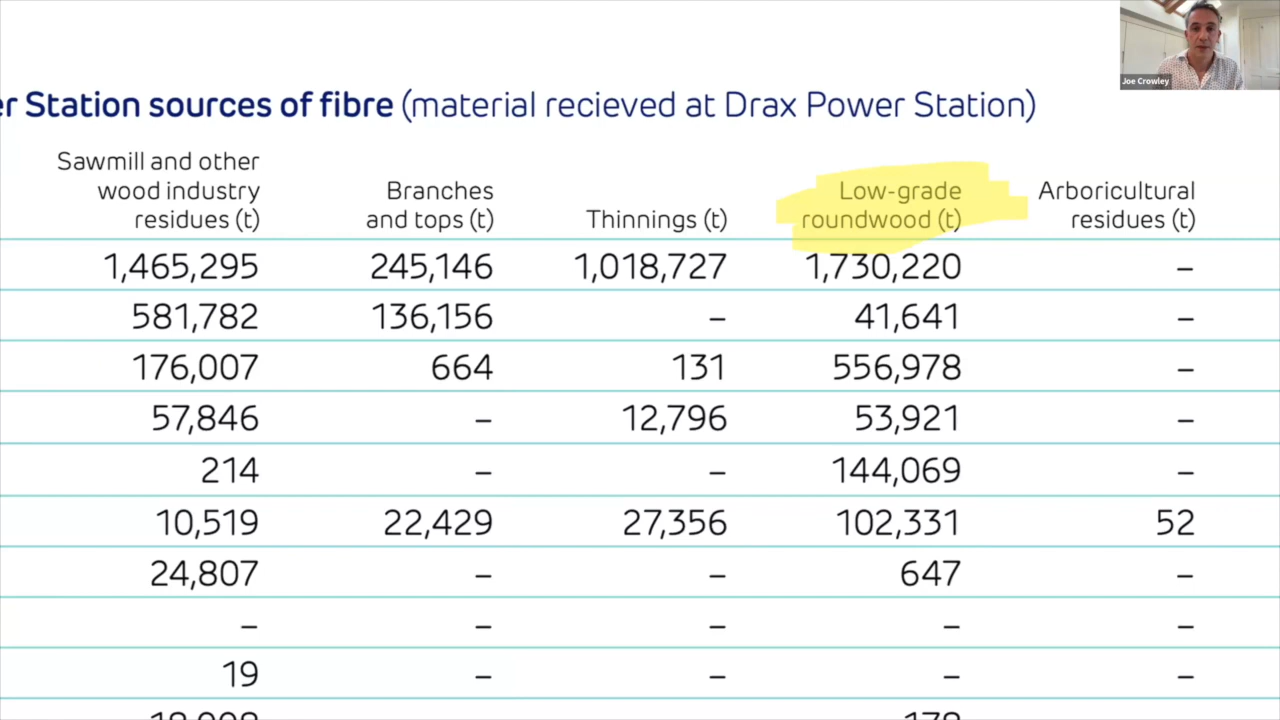 Joe Crowley
er Station sources of fibre (material recieved at Drax Power Station)
Sawmill and other
wood industry
residues (t)
Branches
and tops (t)
Thinnings (t)
Low-grade
roundwood (t)
Arboricultural
residues (t)
1,465,295 245,146 1,018,727 1,730,220 –
581,782 136,156 – 41,641 –
176,007 664 131 556,978 –
57,846 – 12,796 53,921 –
214 – – 144,069 –
10,519 22,429 27,356 102,331 52
24,807 – – 647 –
– – – – –
19 – – – –